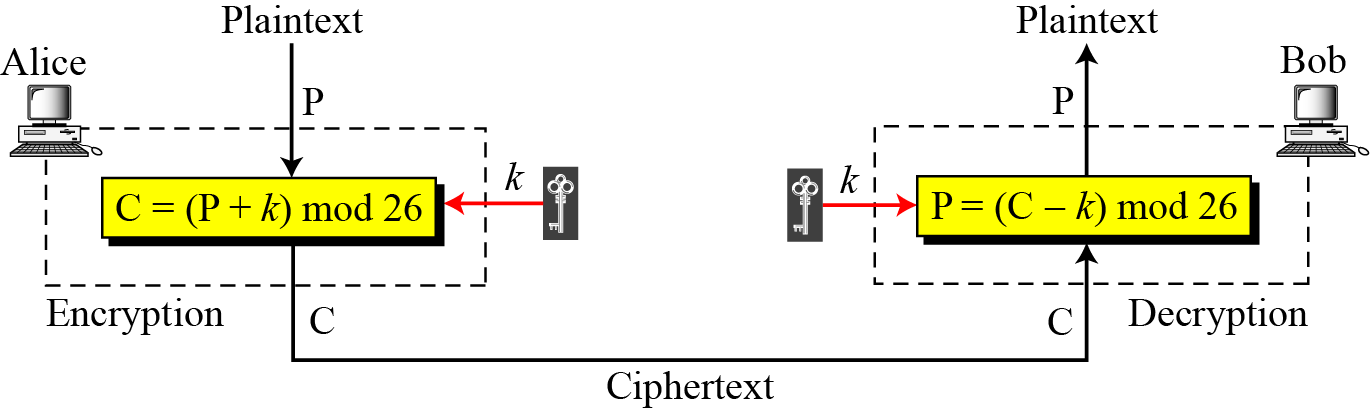 Plaintext
Plaintext
Alice
Bob
P
P
k
k
C = (P + k) mod 26
P = (C – k) mod 26
Encryption
C
C
Decryption
Ciphertext